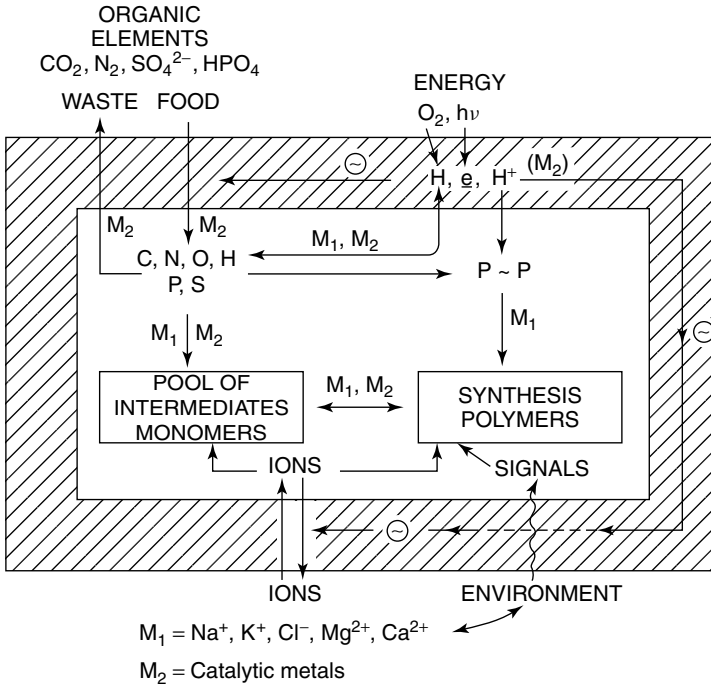 ORGANIC
ELEMENTS
CO₂, N₂, SO₄²⁻, HPO₄
WASTE FOOD
ENERGY
O₂, hν
~
H, e, H⁺ (M₂)
M₂
M₂
M₁, M₂
C, N, O, H
P, S
P ~ P
M₁
M₂
M₁
~
POOL OF
INTERMEDIATES
MONOMERS
M₁, M₂
SYNTHESIS
POLYMERS
IONS
SIGNALS
~
IONS
ENVIRONMENT
M₁ = Na⁺, K⁺, Cl⁻, Mg²⁺, Ca²⁺
M₂ = Catalytic metals